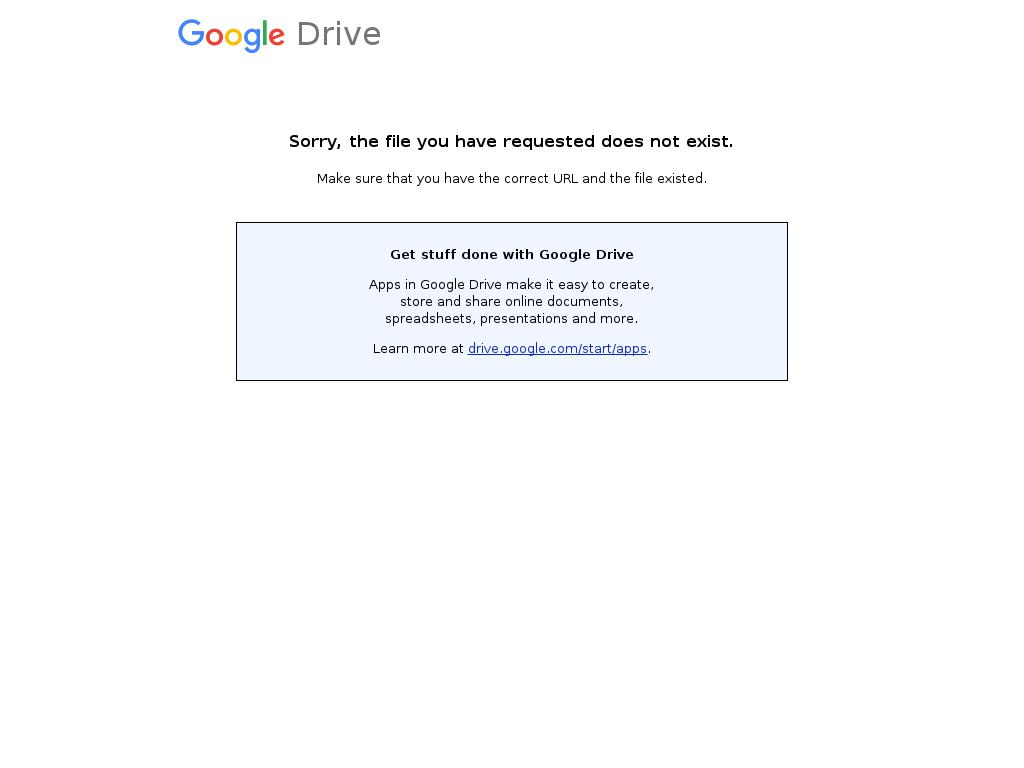 Google Drive
Sorry, the file you have requested does not exist.
Make sure that you have the correct URL and the file existed.
Get stuff done with Google Drive
Apps in Google Drive make it easy to create,
store and share online documents,
spreadsheets, presentations and more.
Learn more at drive.google.com/start/apps.